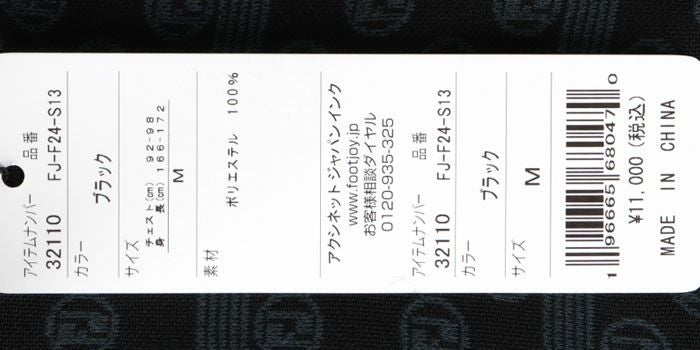 アイテムナンバー 品番
32110 FJ-F24-S13
カラー
ブラック
サイズ
チェスト(cm) 92-98
身 長(cm) 166-172
M
素材
ポリエステル 100%
アクシネットジャパンインク
www.footjoy.jp
お客様相談ダイヤル
0120-935-325
アイテムナンバー 品番
32110 FJ-F24-S13
カラー
ブラック
サイズ
M
1 96665 68047 0
¥11,000 (税込)
MADE IN CHINA
FJ